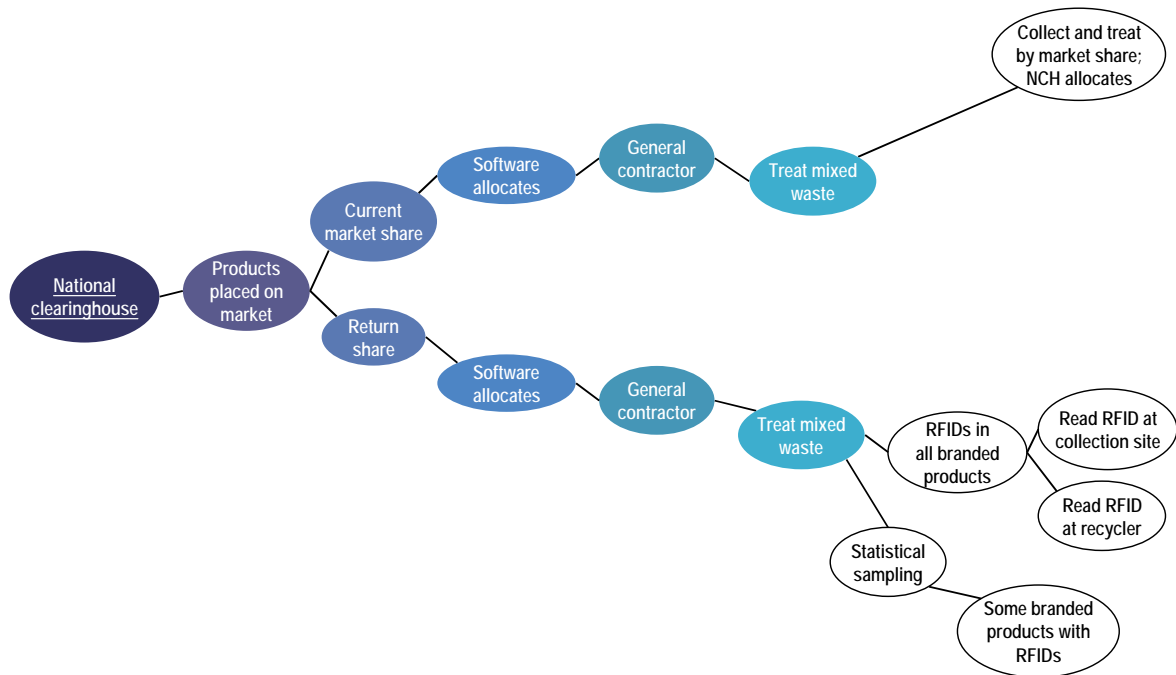 National
clearinghouse
Products
placed on
market
Current
market share
Software
allocates
General
contractor
Treat mixed
waste
Collect and treat
by market share;
NCH allocates
Return
share
Software
allocates
General
contractor
Treat mixed
waste
RFIDs in
all branded
products
Read RFID at
collection site
Read RFID
at recycler
Statistical
sampling
Some branded
products with
RFIDs